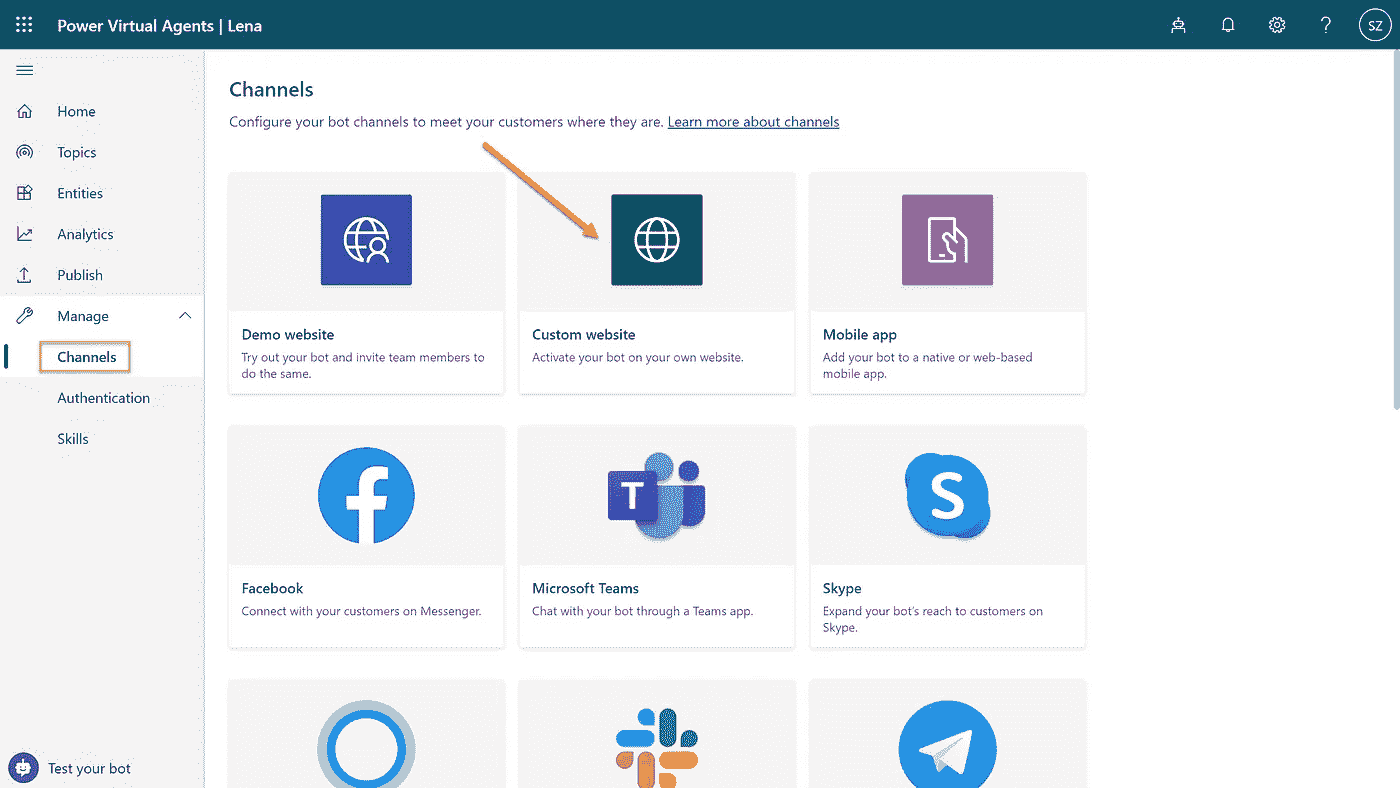 Power Virtual Agents | Lena
SZ
Home
Topics
Entities
Analytics
Publish
Manage
Channels
Authentication
Skills
Test your bot
Channels
Configure your bot channels to meet your customers where they are. Learn more about channels
Demo website
Try out your bot and invite team members to
do the same.
Custom website
Activate your bot on your own website.
Mobile app
Add your bot to a native or web-based
mobile app.
Facebook
Connect with your customers on Messenger.
Microsoft Teams
Chat with your bot through a Teams app.
Skype
Expand your bot's reach to customers on
Skype.